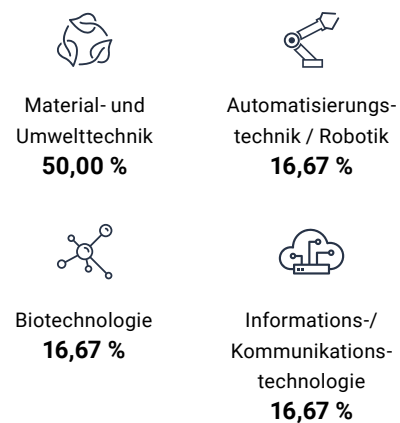 Material- und
Umwelttechnik
50,00 %
Automatisierungs-
technik / Robotik
16,67 %
Biotechnologie
16,67 %
Informations-/
Kommunikations-
technologie
16,67 %